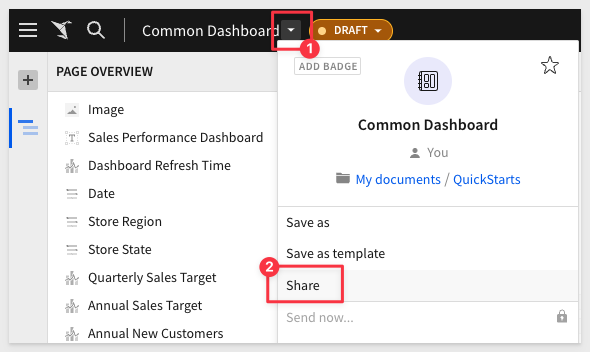 Common Dashboard
DRAFT
1
PAGE OVERVIEW
Image
Sales Performance Dashboard
Dashboard Refresh Time
Date
Store Region
Store State
Quarterly Sales Target
Annual Sales Target
Annual New Customers
ADD BADGE
Common Dashboard
You
My documents / QuickStarts
Save as
Save as template
2
Share
Send now...